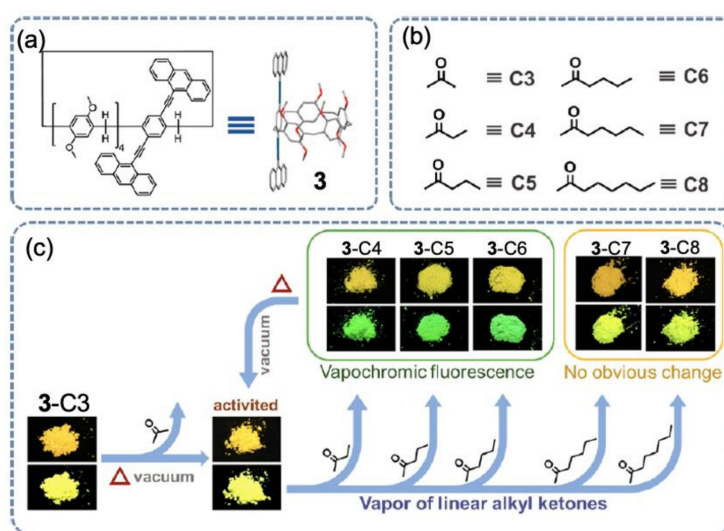 (a)
O
O
H
H
4
H
H
3
(b)
O
≡ C3
O
≡ C6
O
≡ C4
O
≡ C7
O
≡ C5
O
≡ C8
(c)
3-C4 3-C5 3-C6
3-C7 3-C8
Δ
vacuum
Vapochromic fluorescence
No obvious change
3-C3
O
activited
Δ vacuum
O
O
O
O
O
Vapor of linear alkyl ketones